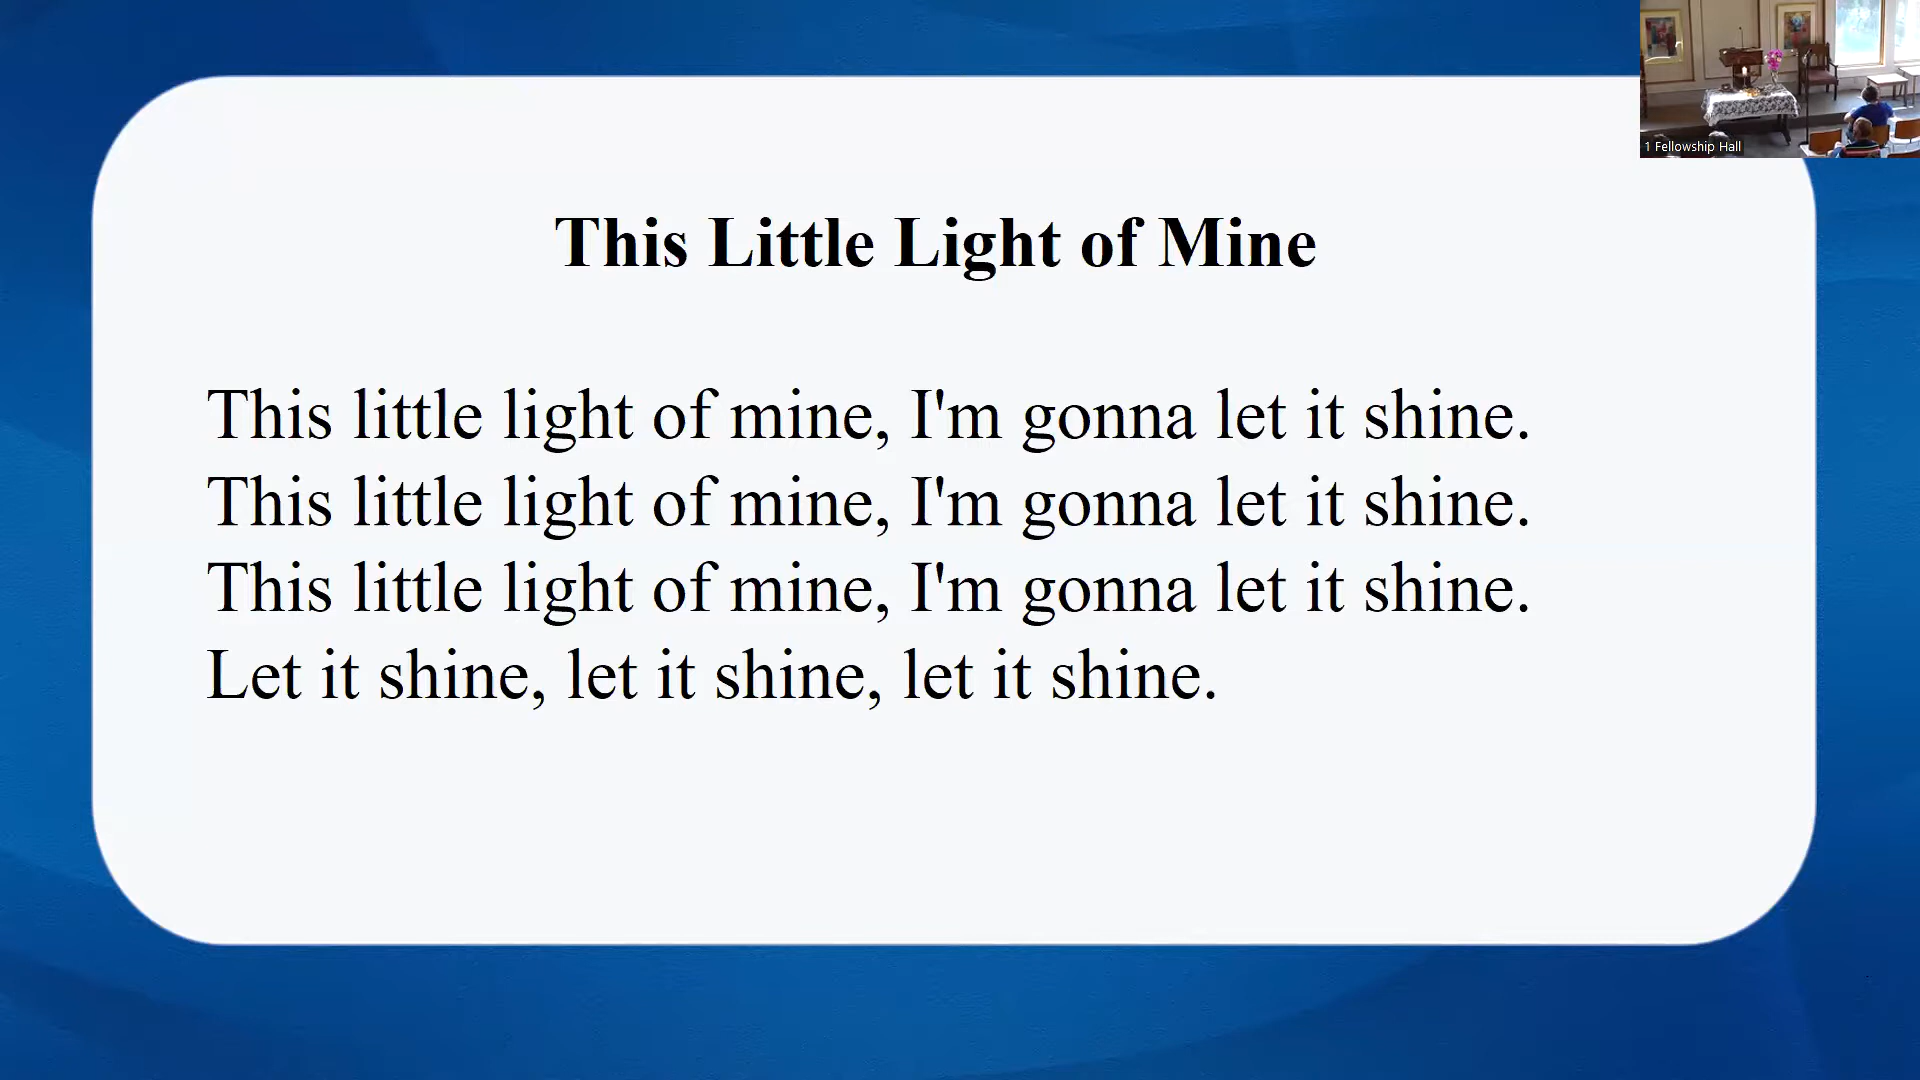 This Little Light of Mine
This little light of mine, I'm gonna let it shine.
This little light of mine, I'm gonna let it shine.
This little light of mine, I'm gonna let it shine.
Let it shine, let it shine, let it shine.
1 Fellowship Hall